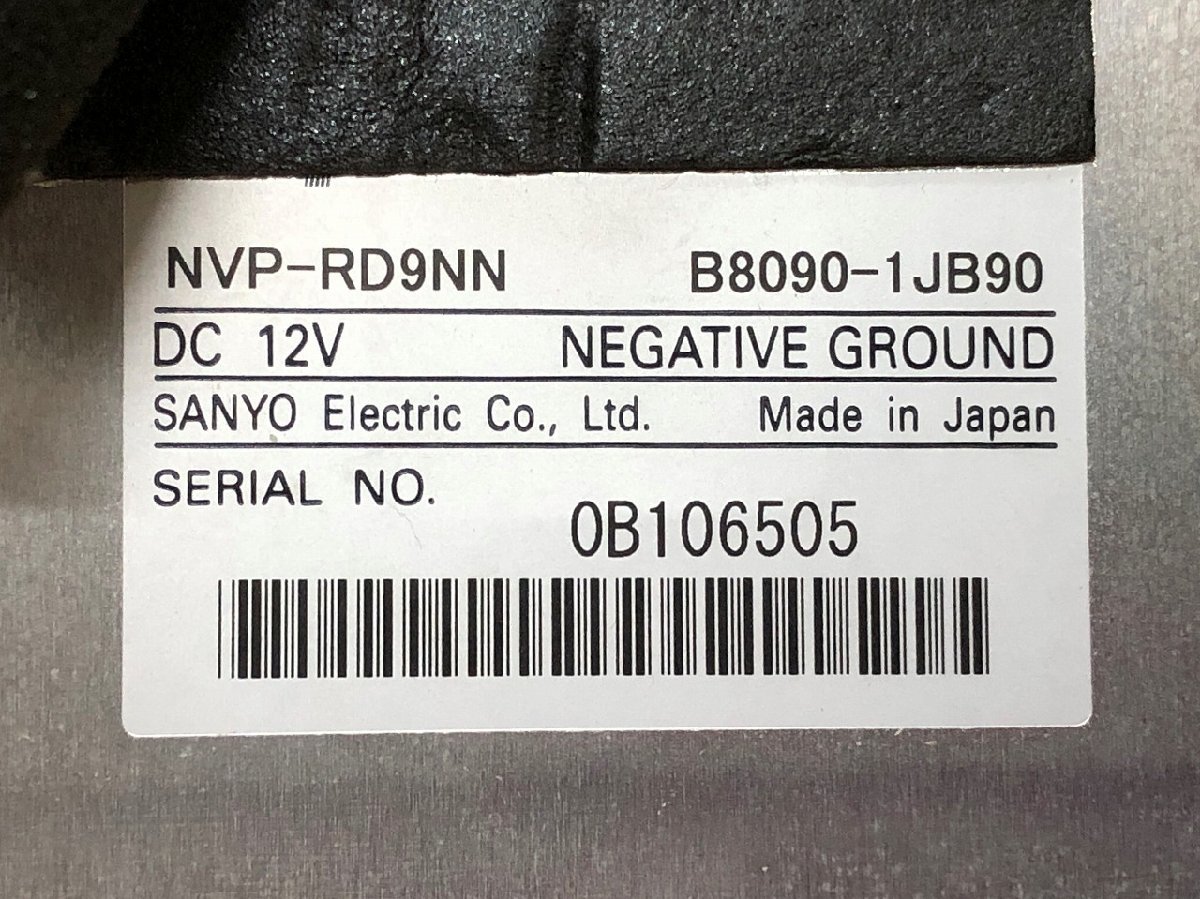 NVP-RD9NN B8090-1JB90
DC 12V NEGATIVE GROUND
SANYO Electric Co., Ltd. Made in Japan
SERIAL NO.
0B106505